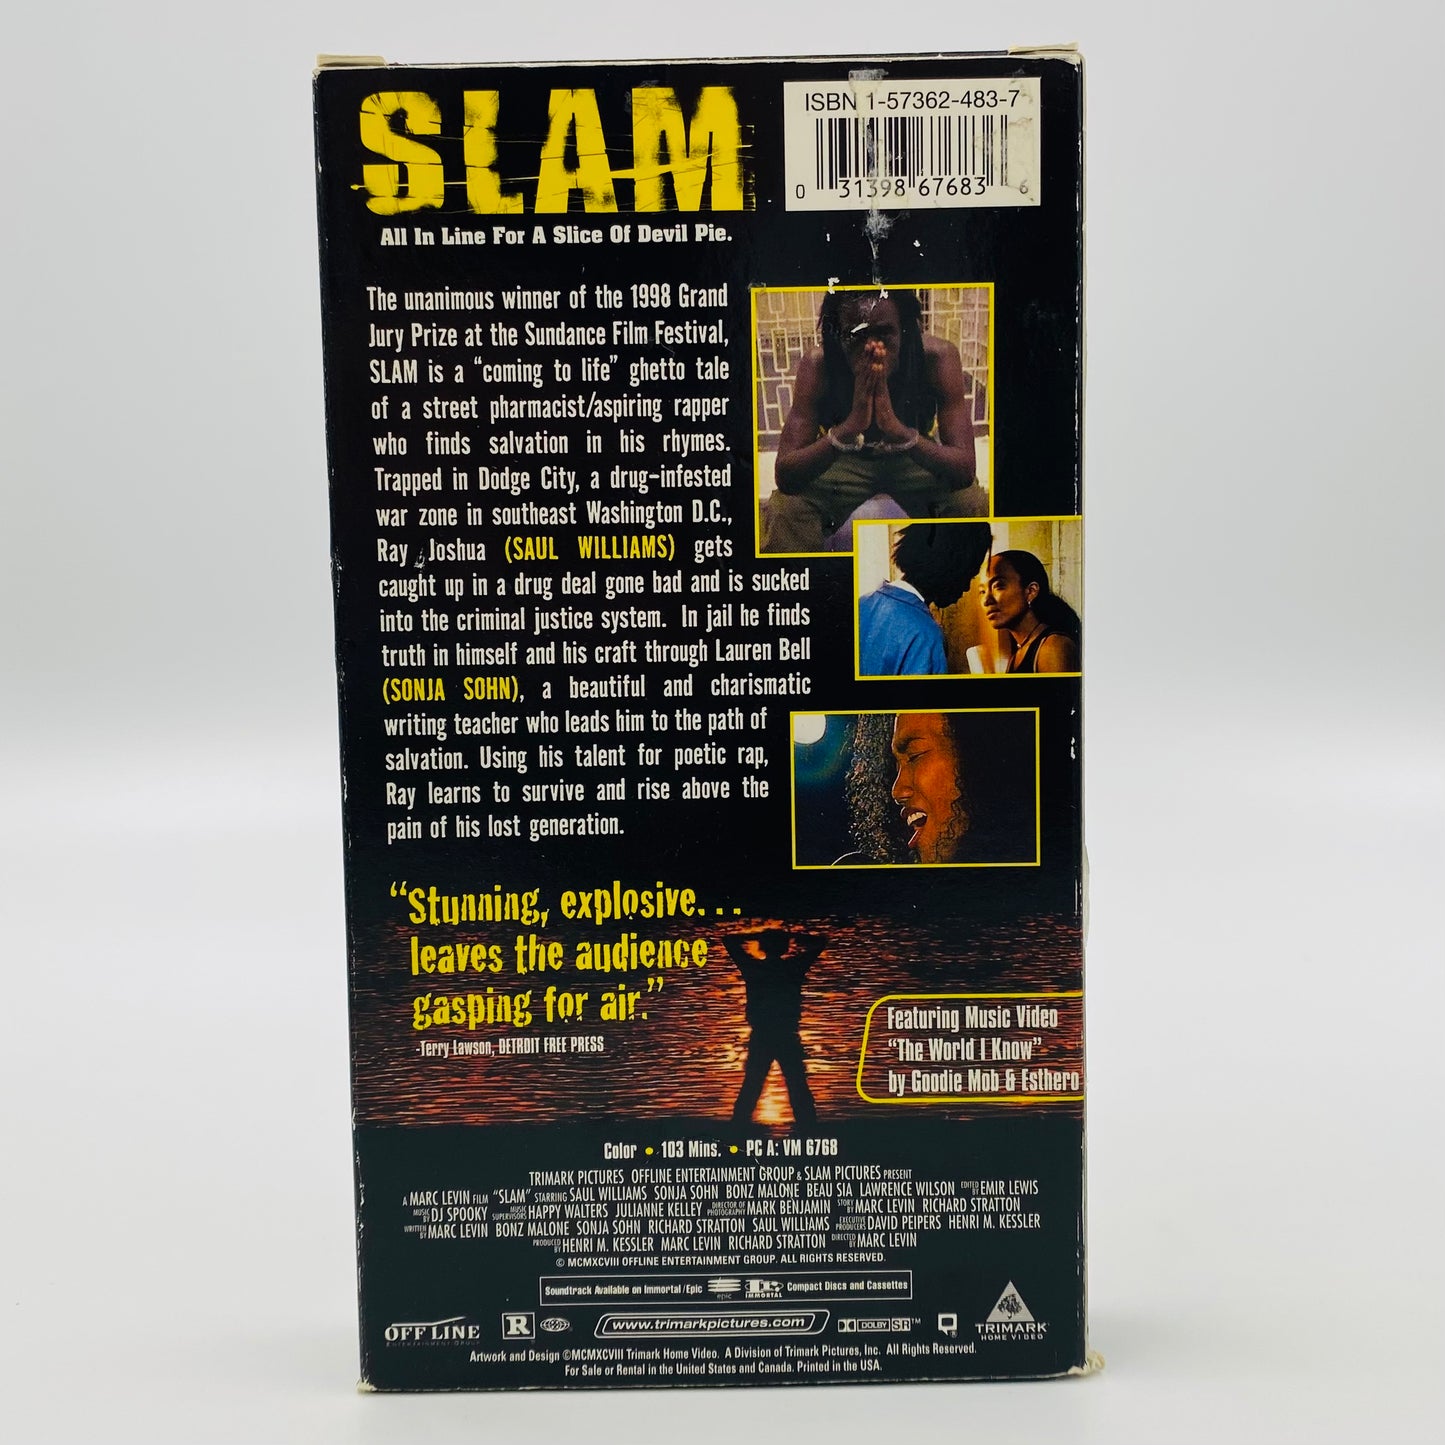 SLAM
ISBN 1-57362-483-7
0 31398 67683 6
All In Line For A Slice Of Devil Pie.
The unanimous winner of the 1998 Grand
Jury Prize at the Sundance Film Festival,
SLAM is a “coming to life” ghetto tale
of a street pharmacist/aspiring rapper
who finds salvation in his rhymes.
Trapped in Dodge City, a drug-infested
war zone in southeast Washington D.C.,
Ray Joshua (SAUL WILLIAMS) gets
caught up in a drug deal gone bad and is sucked
into the criminal justice system. In jail he finds
truth in himself and his craft through Lauren Bell
(SONJA SOHN), a beautiful and charismatic
writing teacher who leads him to the path of
salvation. Using his talent for poetic rap,
Ray learns to survive and rise above the
pain of his lost generation.
“Stunning, explosive...
leaves the audience
gasping for air.”
-Terry Lawson, DETROIT FREE PRESS
Featuring Music Video
“The World I Know”
by Goodie Mob & Esthero
Color • 103 Mins. • PC A: VM 6768
TRIMARK PICTURES OFFLINE ENTERTAINMENT GROUP & SLAM PICTURES PRESENT
A MARC LEVIN FILM “SLAM” STARRING SAUL WILLIAMS SONJA SOHN BONZ MALONE BEAU SIA LAWRENCE WILSON EDITED BY EMIR LEWIS
MUSIC BY DJ SPOOKY MUSIC SUPERVISORS HAPPY WALTERS JULIANNE KELLEY DIRECTOR OF PHOTOGRAPHY MARK BENJAMIN STORY BY MARC LEVIN RICHARD STRATTON
WRITTEN BY MARC LEVIN BONZ MALONE SONJA SOHN RICHARD STRATTON SAUL WILLIAMS EXECUTIVE PRODUCERS DAVID PEIPERS HENRI M. KESSLER
PRODUCED BY HENRI M. KESSLER MARC LEVIN RICHARD STRATTON DIRECTED BY MARC LEVIN
© MCMXCVIII OFFLINE ENTERTAINMENT GROUP. ALL RIGHTS RESERVED.
Soundtrack Available on Immortal/Epic epic IMMORTAL Compact Discs and Cassettes
OFF LINE ENTERTAINMENT GROUP R www.trimarkpictures.com DOLBY SR™ TRIMARK HOME VIDEO
Artwork and Design ©MCMXCVIII Trimark Home Video. A Division of Trimark Pictures, Inc. All Rights Reserved.
For Sale or Rental in the United States and Canada. Printed in the USA.